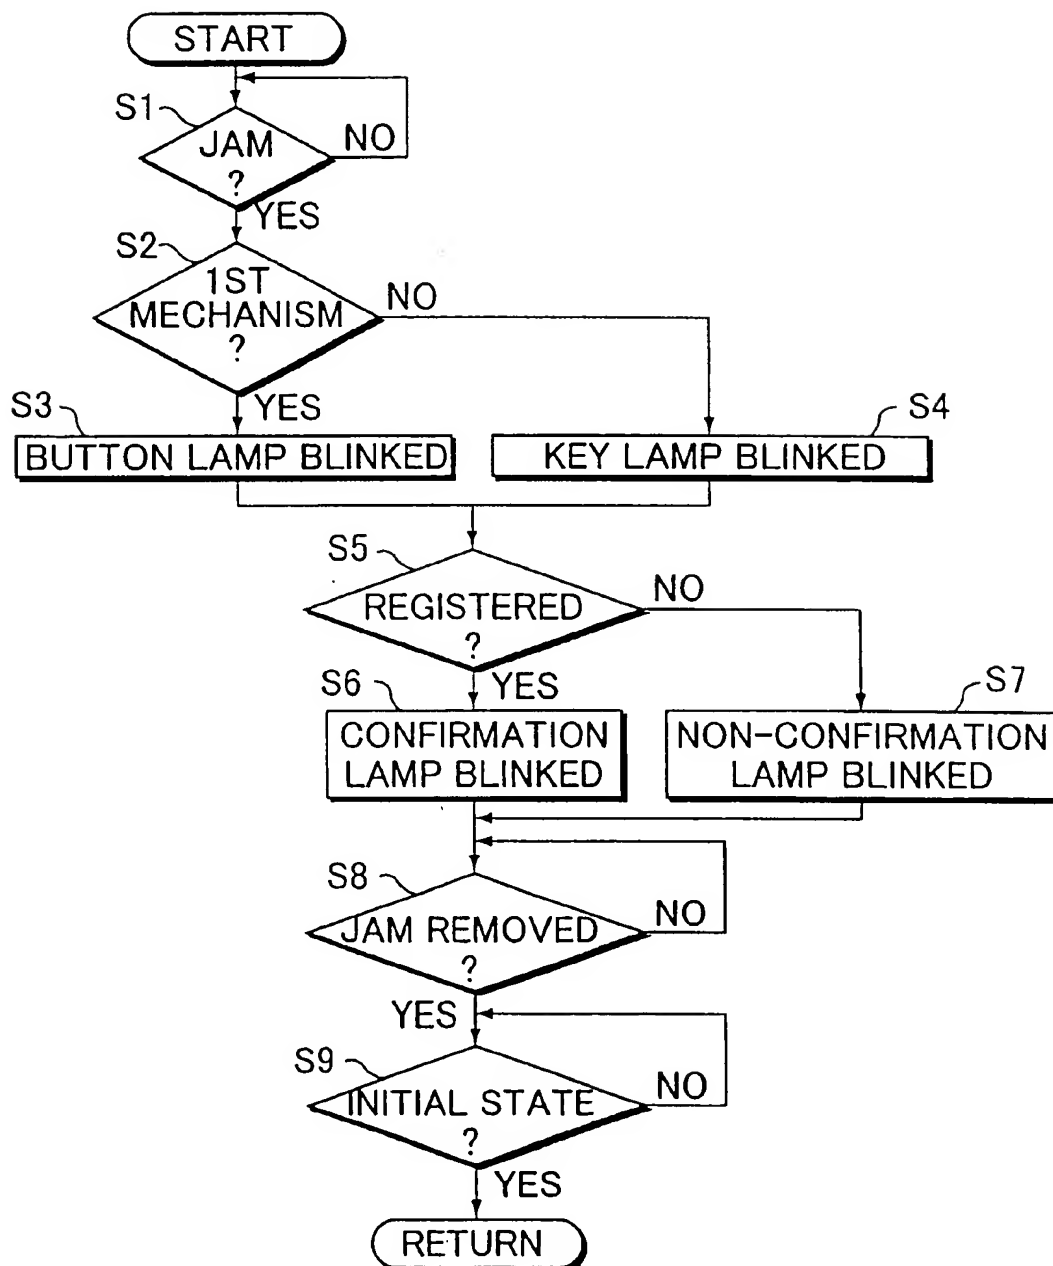 START
S1
JAM
?
NO
YES
S2
1ST
MECHANISM
?
NO
YES
S3
BUTTON LAMP BLINKED
S4
KEY LAMP BLINKED
S5
REGISTERED
?
NO
YES
S6
CONFIRMATION
LAMP BLINKED
S7
NON-CONFIRMATION
LAMP BLINKED
S8
JAM REMOVED
?
NO
YES
S9
INITIAL STATE
?
NO
YES
RETURN